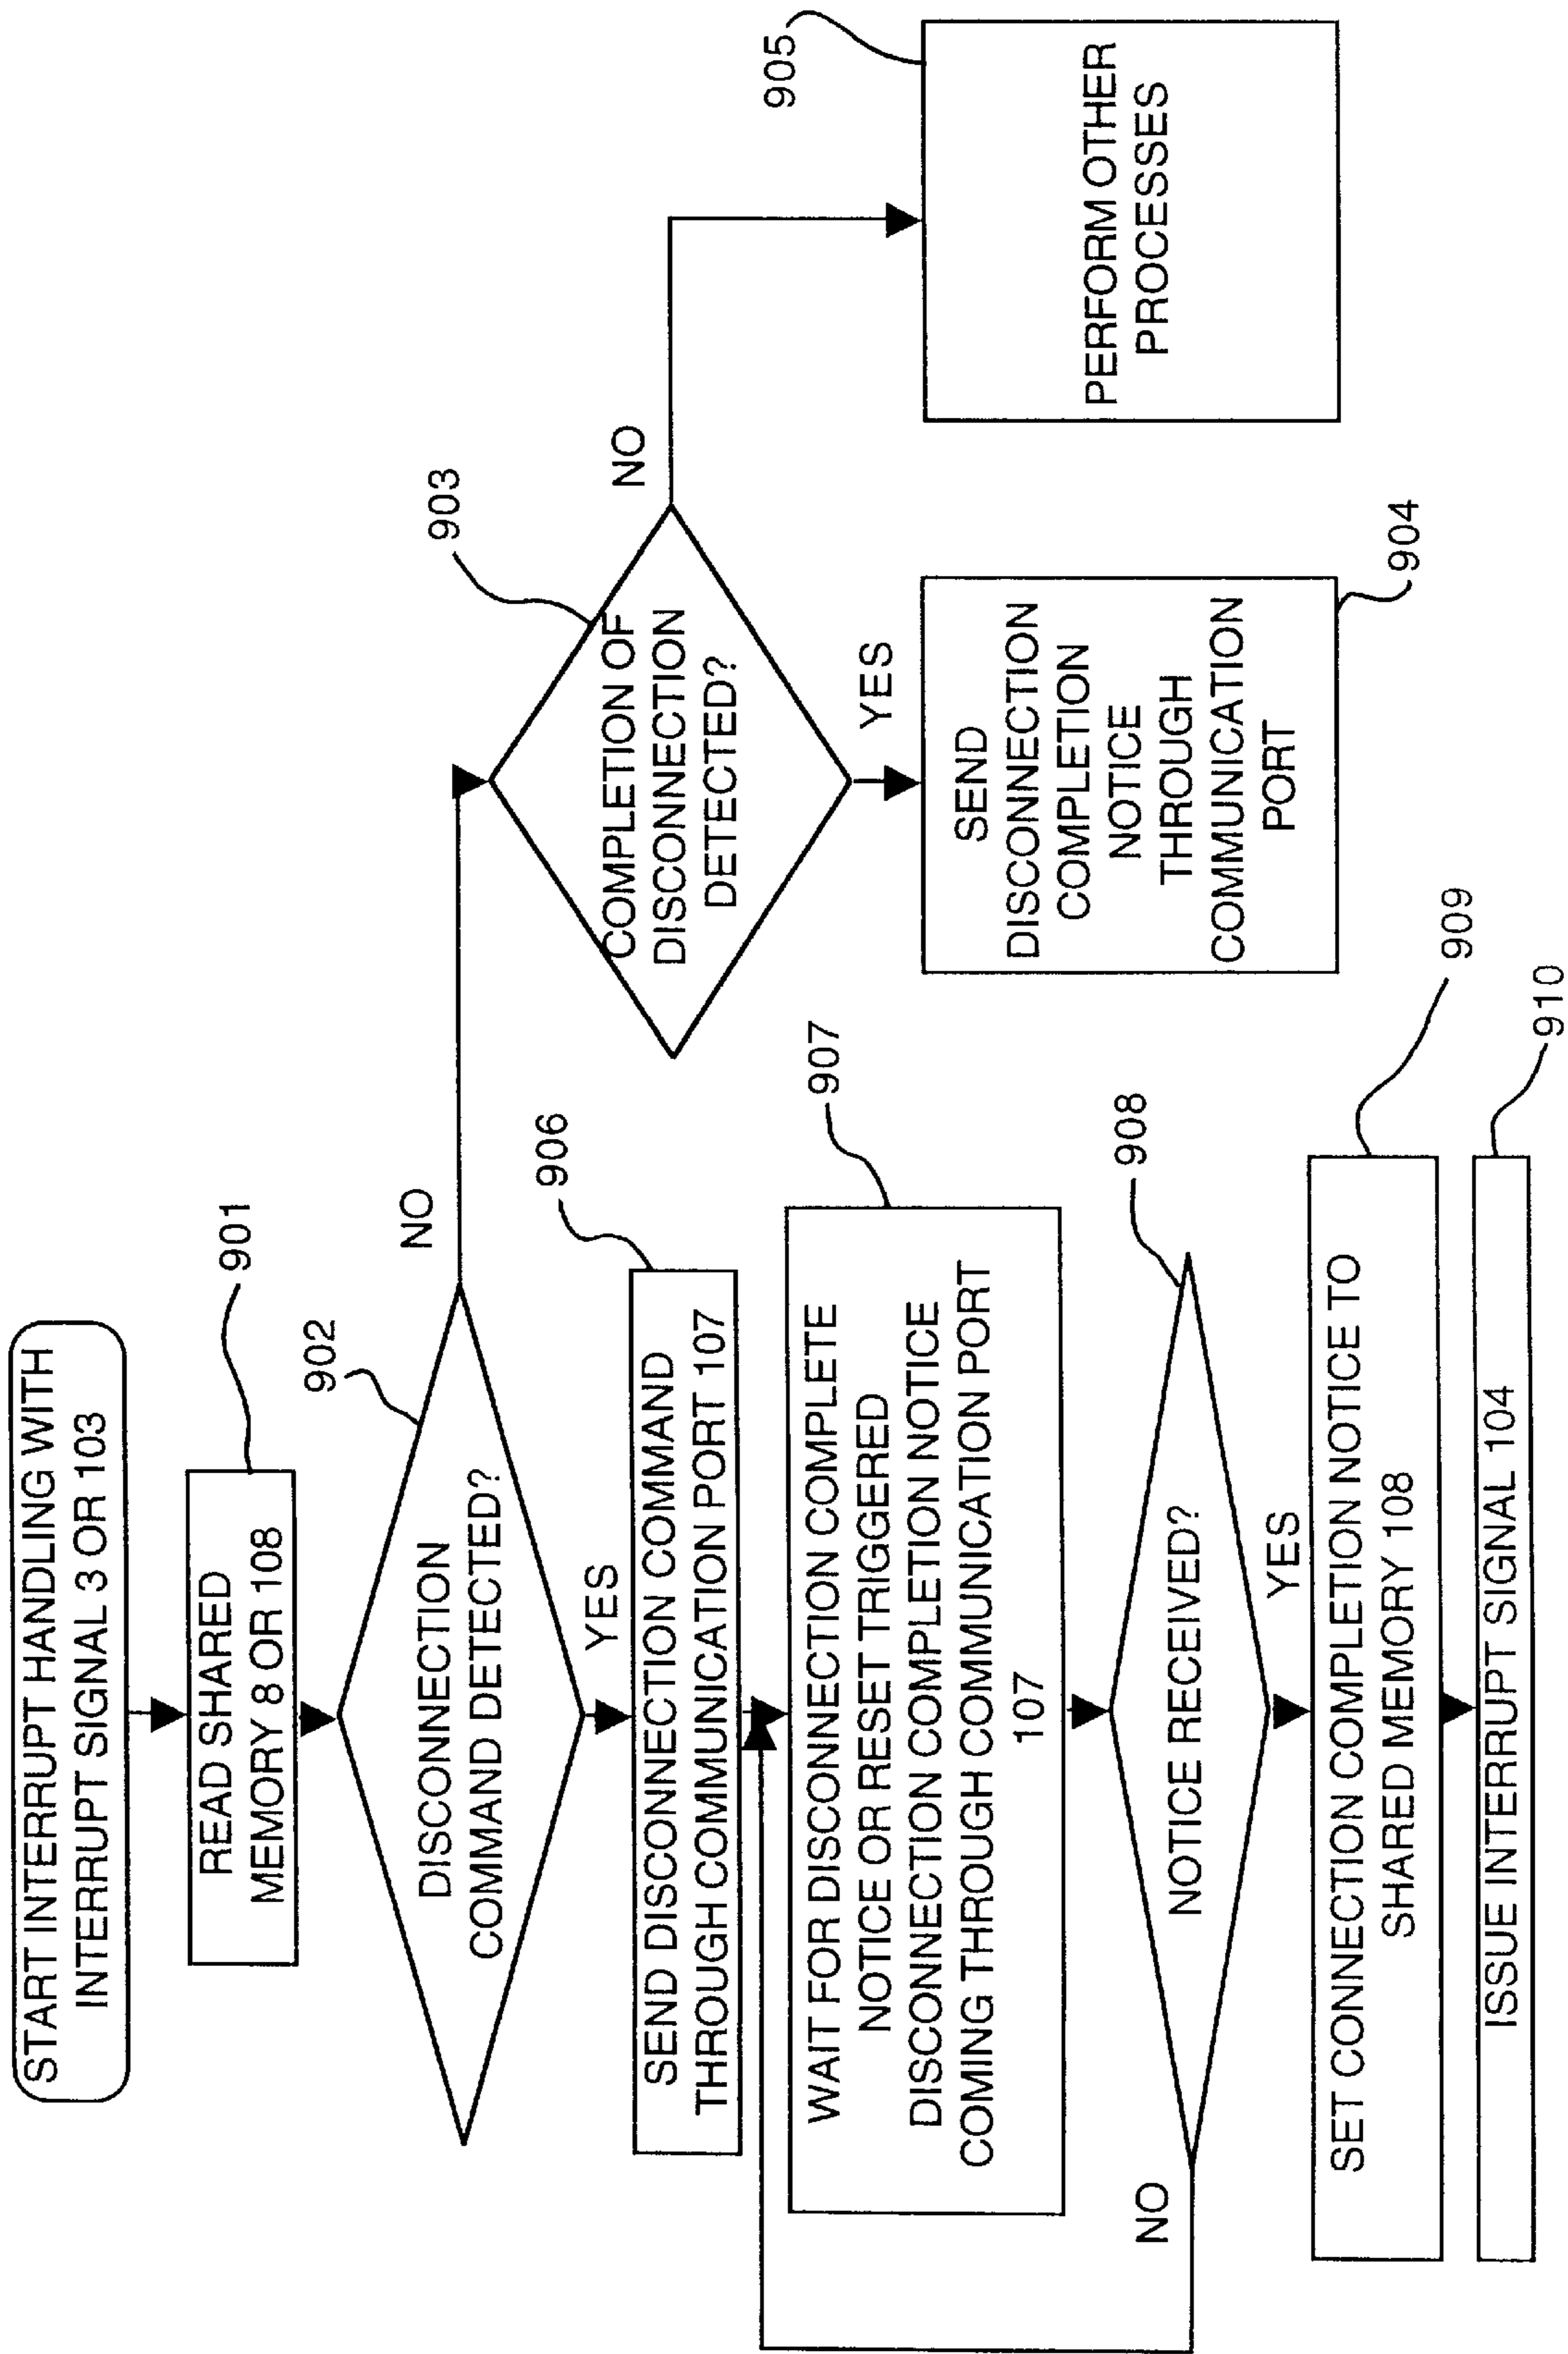 START INTERRUPT HANDLING WITH
INTERRUPT SIGNAL 3 OR 103
READ SHARED
MEMORY 8 OR 108
901
DISCONNECTION
COMMAND DETECTED?
902
NO
YES
COMPLETION OF
DISCONNECTION
DETECTED?
903
NO
YES
SEND
DISCONNECTION
COMPLETION
NOTICE
THROUGH
COMMUNICATION
PORT
904
PERFORM OTHER
PROCESSES
905
SEND DISCONNECTION COMMAND
THROUGH COMMUNICATION PORT 107
906
WAIT FOR DISCONNECTION COMPLETE
NOTICE OR RESET TRIGGERED
DISCONNECTION COMPLETION NOTICE
COMING THROUGH COMMUNICATION PORT
107
907
NOTICE RECEIVED?
908
NO
YES
SET CONNECTION COMPLETION NOTICE TO
SHARED MEMORY 108
909
ISSUE INTERRUPT SIGNAL 104
910